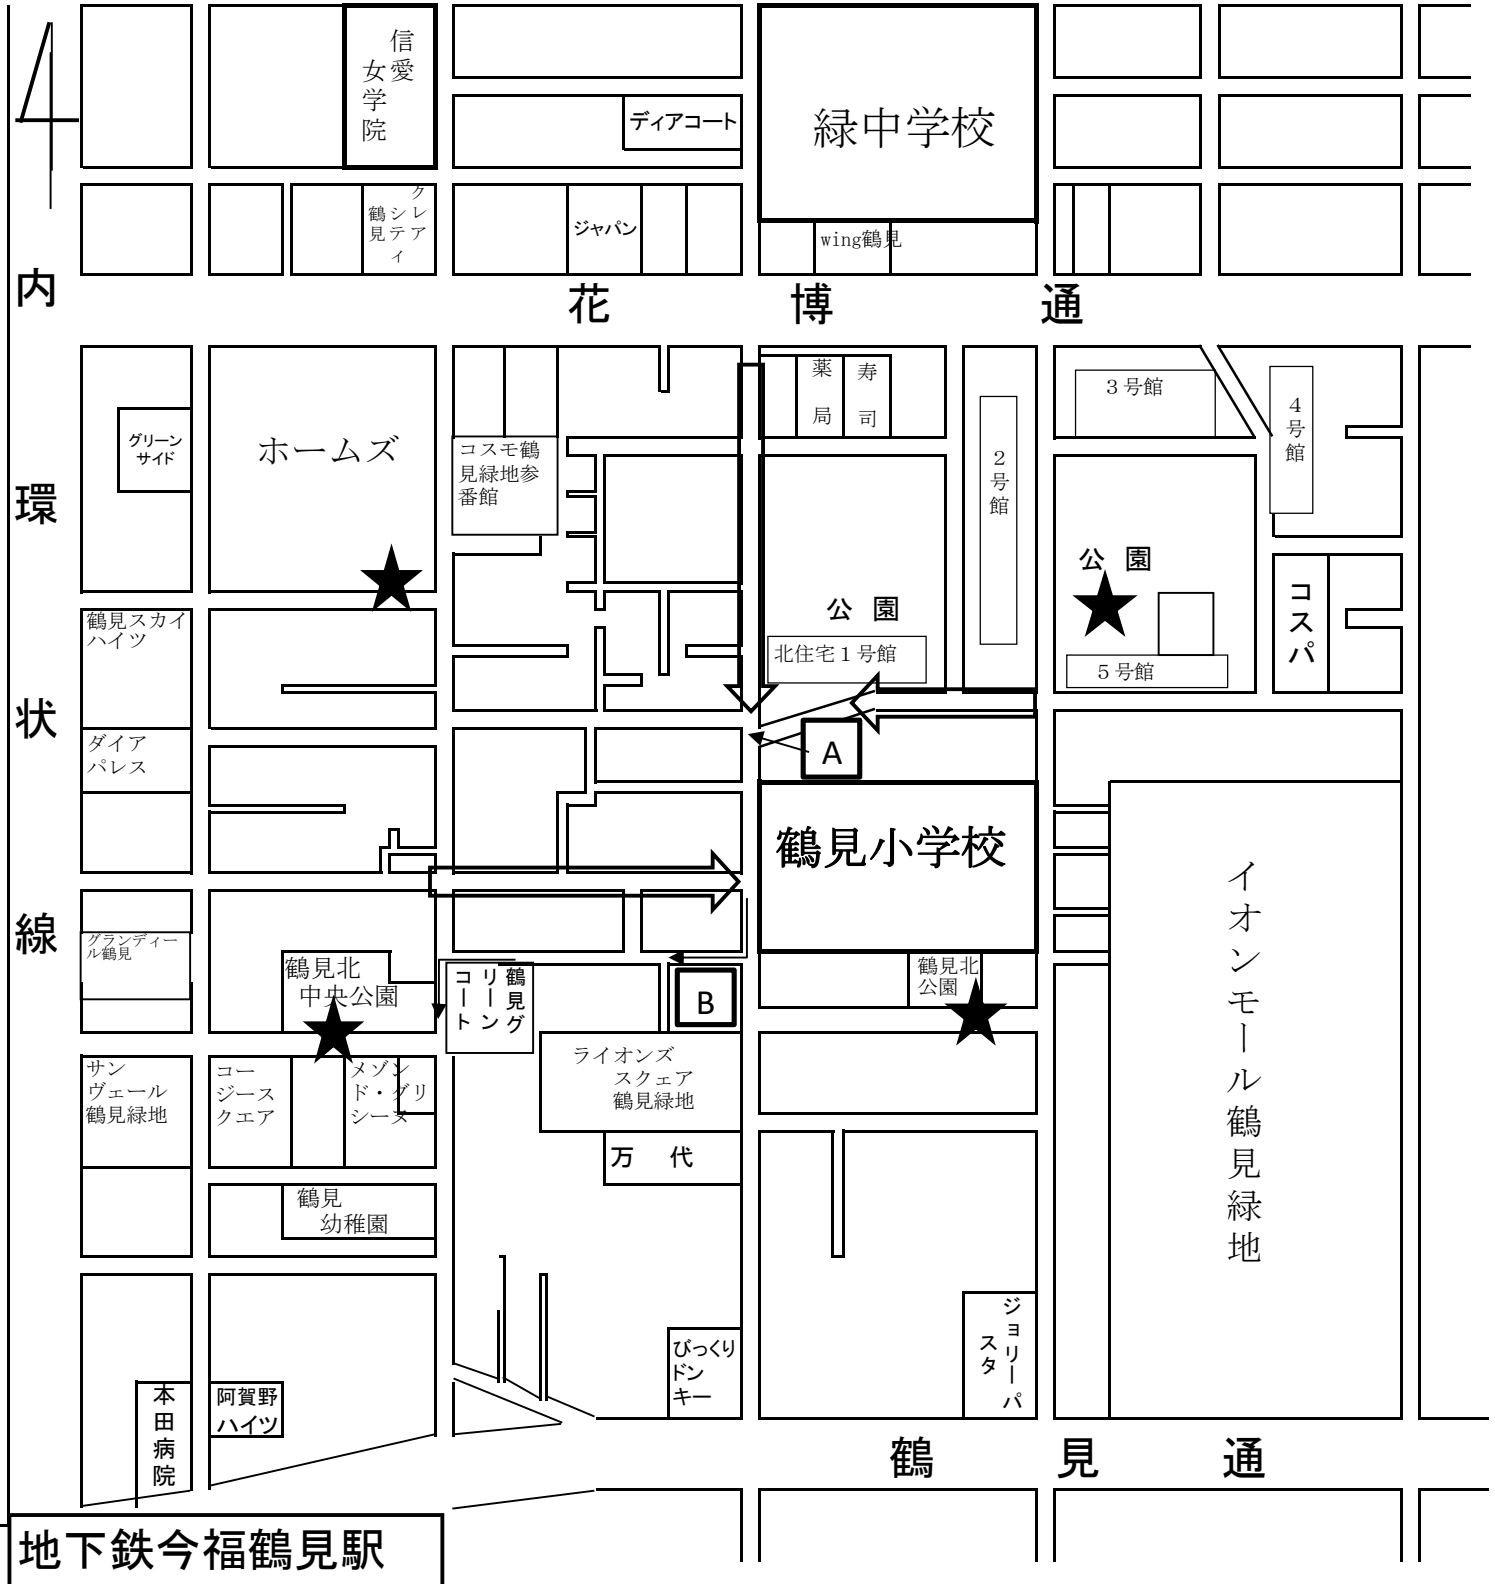 信愛
女学院
ディアコート
緑中学校
クレアシティ鶴見
ジャパン
wing鶴見
花博通
内環状線
グリーン
サイド
ホームズ
コスモ鶴
見緑地参
番館
薬局
寿司
2号館
3号館
4号館
公園
公園
コスパ
鶴見スカイ
ハイツ
北住宅1号館
5号館
ダイア
パレス
A
鶴見小学校
イオンモール鶴見緑地
グランディー
ル鶴見
鶴見北
中央公園
鶴見グ
リーン
コート
B
鶴見北
公園
サン
ヴェール
鶴見緑地
コー
ジース
クエア
メゾン
ド・グリ
シーヌ
ライオンズ
スクェア
鶴見緑地
万代
鶴見
幼稚園
びっくり
ドン
キー
ジョリーパ
スタ
本田病院
阿賀野
ハイツ
鶴見通
地下鉄今福鶴見駅